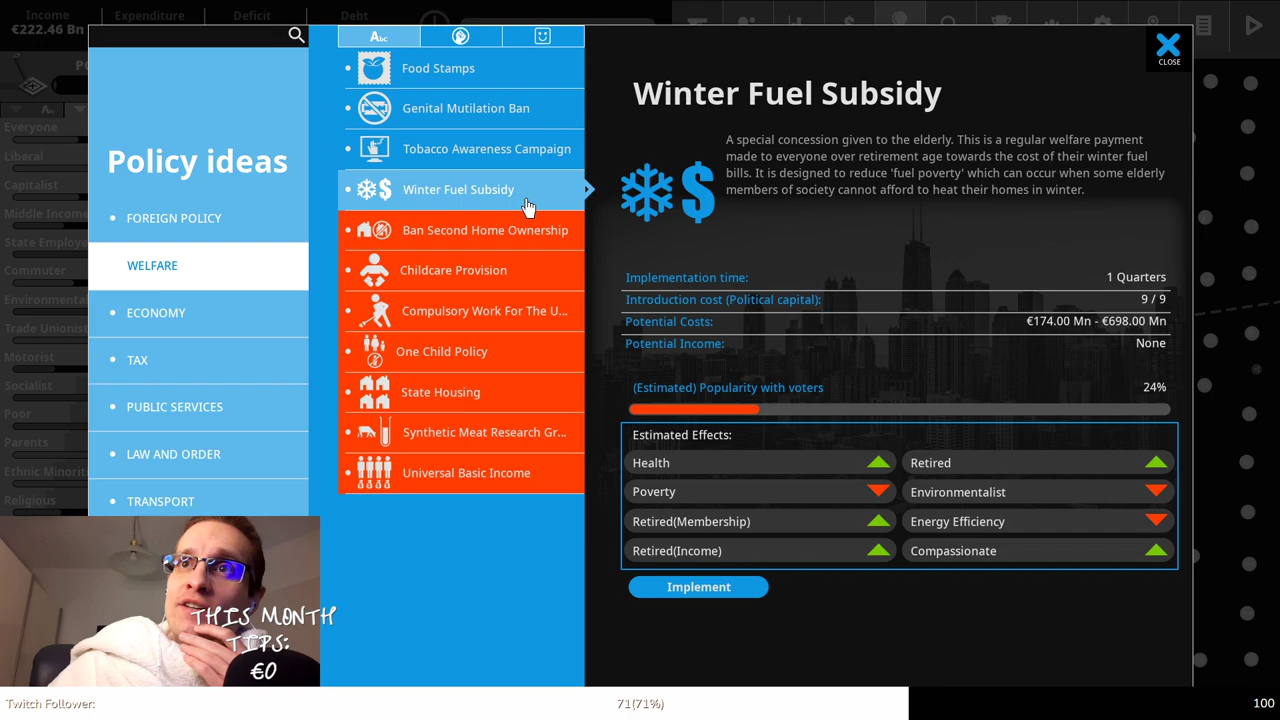 Income
Expenditure
Deficit
Debt
€222.46 Bn
Abc
CLOSE
Food Stamps
Genital Mutilation Ban
Tobacco Awareness Campaign
Winter Fuel Subsidy
Ban Second Home Ownership
Childcare Provision
Compulsory Work For The U...
One Child Policy
State Housing
Synthetic Meat Research Gr...
Universal Basic Income
Policy ideas
FOREIGN POLICY
WELFARE
ECONOMY
TAX
PUBLIC SERVICES
LAW AND ORDER
TRANSPORT
Everyone
Liberal
Capitalist
Middle Income
State Employe
Commuter
Environmental
Trade Unionist
Motorist
Socialist
Poor
Parents
Ethnic Minoriti
Religious
Winter Fuel Subsidy
A special concession given to the elderly. This is a regular welfare payment
made to everyone over retirement age towards the cost of their winter fuel
bills. It is designed to reduce 'fuel poverty' which can occur when some elderly
members of society cannot afford to heat their homes in winter.
Implementation time: 1 Quarters
Introduction cost (Political capital): 9 / 9
Potential Costs: €174.00 Mn - €698.00 Mn
Potential Income: None
(Estimated) Popularity with voters 24%
Estimated Effects:
Health
Retired
Poverty
Environmentalist
Retired(Membership)
Energy Efficiency
Retired(Income)
Compassionate
Implement
THIS MONTH
TIPS:
€0
Twitch Follower: 71(71%) 100